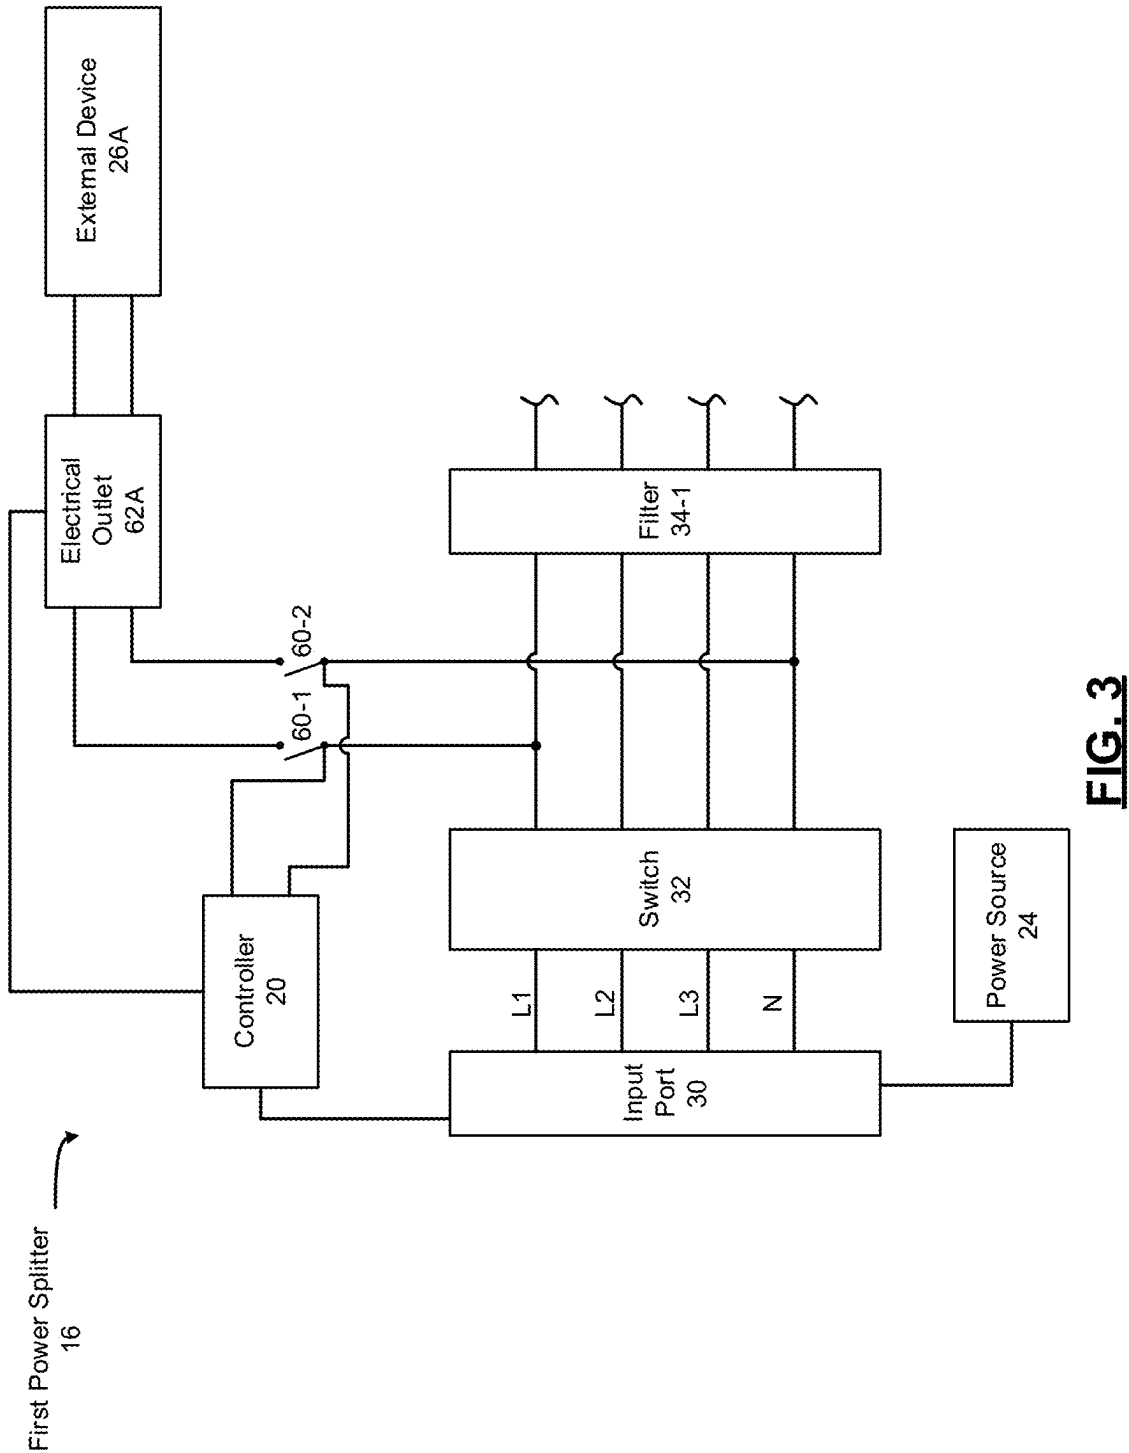 First Power Splitter
16
Controller
20
Electrical
Outlet
62A
External Device
26A
60-1
60-2
Input
Port
30
L1
L2
L3
N
Switch
32
Filter
34-1
Power Source
24
FIG. 3